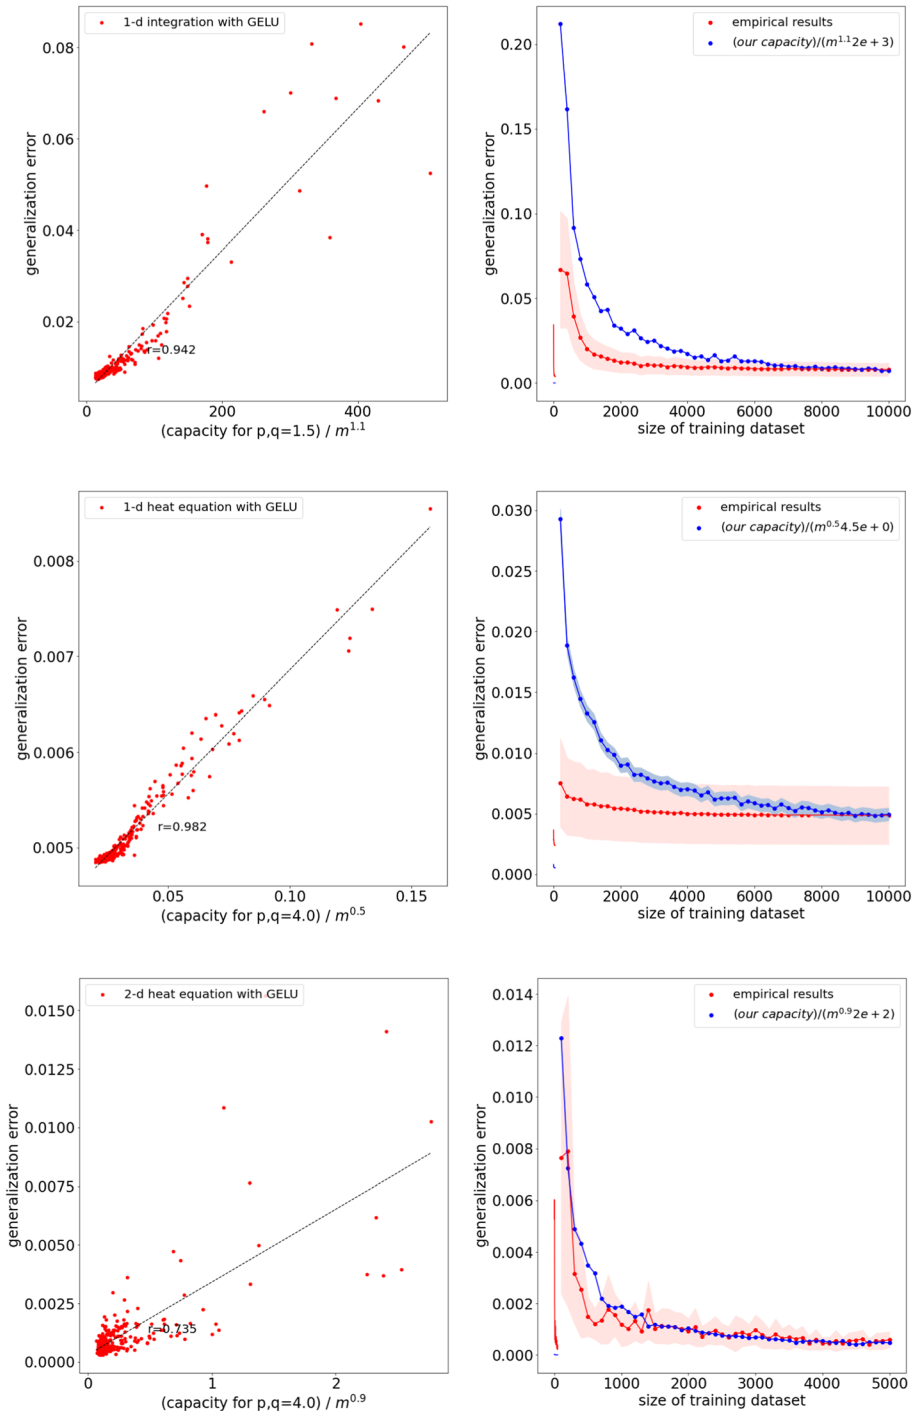 1-d integration with GELU
generalization error
0.08
0.06
0.04
0.02
r=0.942
0 200 400
(capacity for p,q=1.5) / m^1.1
empirical results
(our capacity)/(m^1.1 2e + 3)
generalization error
0.20
0.15
0.10
0.05
0.00
0 2000 4000 6000 8000 10000
size of training dataset
1-d heat equation with GELU
generalization error
0.008
0.007
0.006
0.005
r=0.982
0.05 0.10 0.15
(capacity for p,q=4.0) / m^0.5
empirical results
(our capacity)/(m^0.5 4.5e + 0)
generalization error
0.030
0.025
0.020
0.015
0.010
0.005
0.000
0 2000 4000 6000 8000 10000
size of training dataset
2-d heat equation with GELU
generalization error
0.0150
0.0125
0.0100
0.0075
0.0050
0.0025
0.0000
r=0.735
0 1 2
(capacity for p,q=4.0) / m^0.9
empirical results
(our capacity)/(m^0.9 2e + 2)
generalization error
0.014
0.012
0.010
0.008
0.006
0.004
0.002
0.000
0 1000 2000 3000 4000 5000
size of training dataset